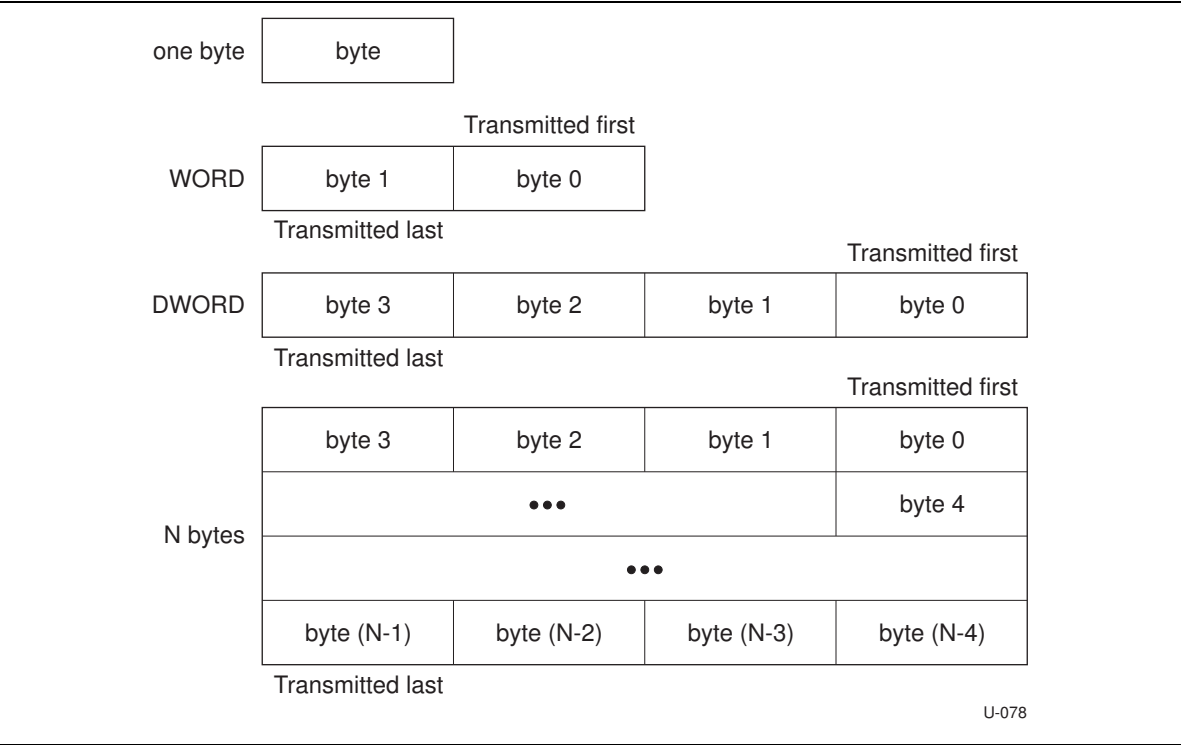 one byte byte
Transmitted first
WORD byte 1 byte 0
Transmitted last
Transmitted first
DWORD byte 3 byte 2 byte 1 byte 0
Transmitted last
Transmitted first
byte 3 byte 2 byte 1 byte 0
••• byte 4
N bytes
•••
byte (N-1) byte (N-2) byte (N-3) byte (N-4)
Transmitted last
U-078